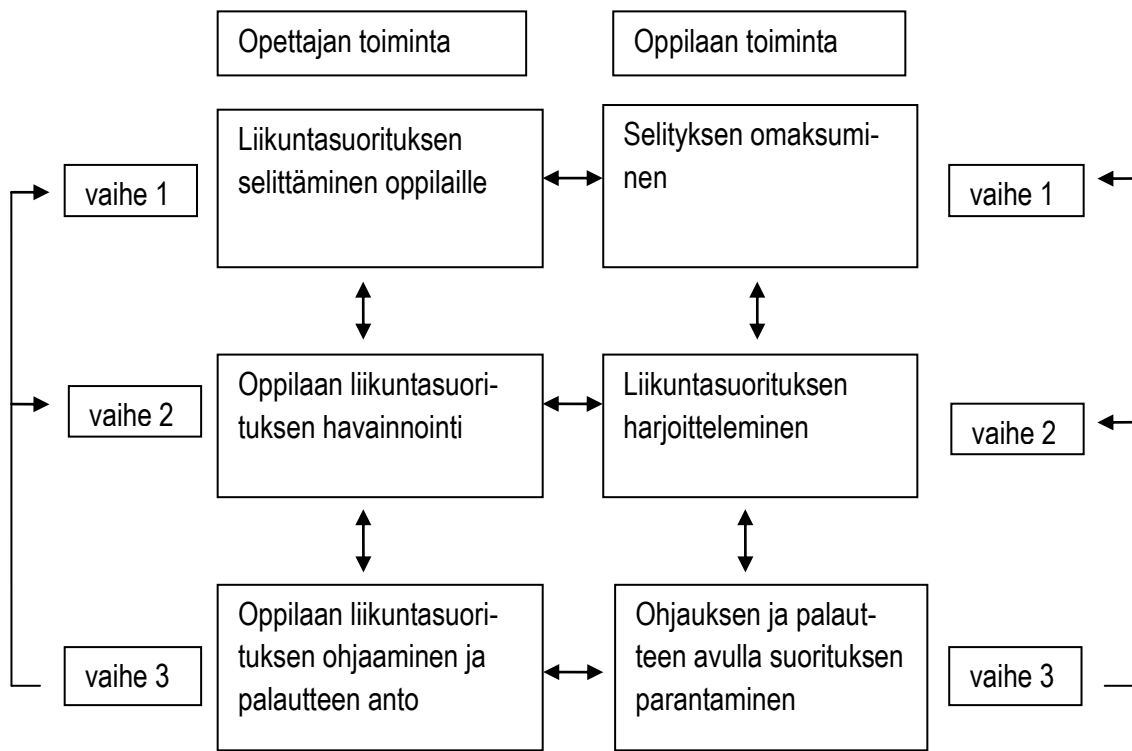 Opettajan toiminta
Oppilaan toiminta
vaihe 1
Liikuntasuorituksen
selittäminen oppilaille
Selityksen omaksumi-
nen
vaihe 1
vaihe 2
Oppilaan liikuntasuori-
tuksen havainnointi
Liikuntasuorituksen
harjoitteleminen
vaihe 2
vaihe 3
Oppilaan liikuntasuori-
tuksen ohjaaminen ja
palautteen anto
Ohjauksen ja palaut-
teen avulla suorituksen
parantaminen
vaihe 3